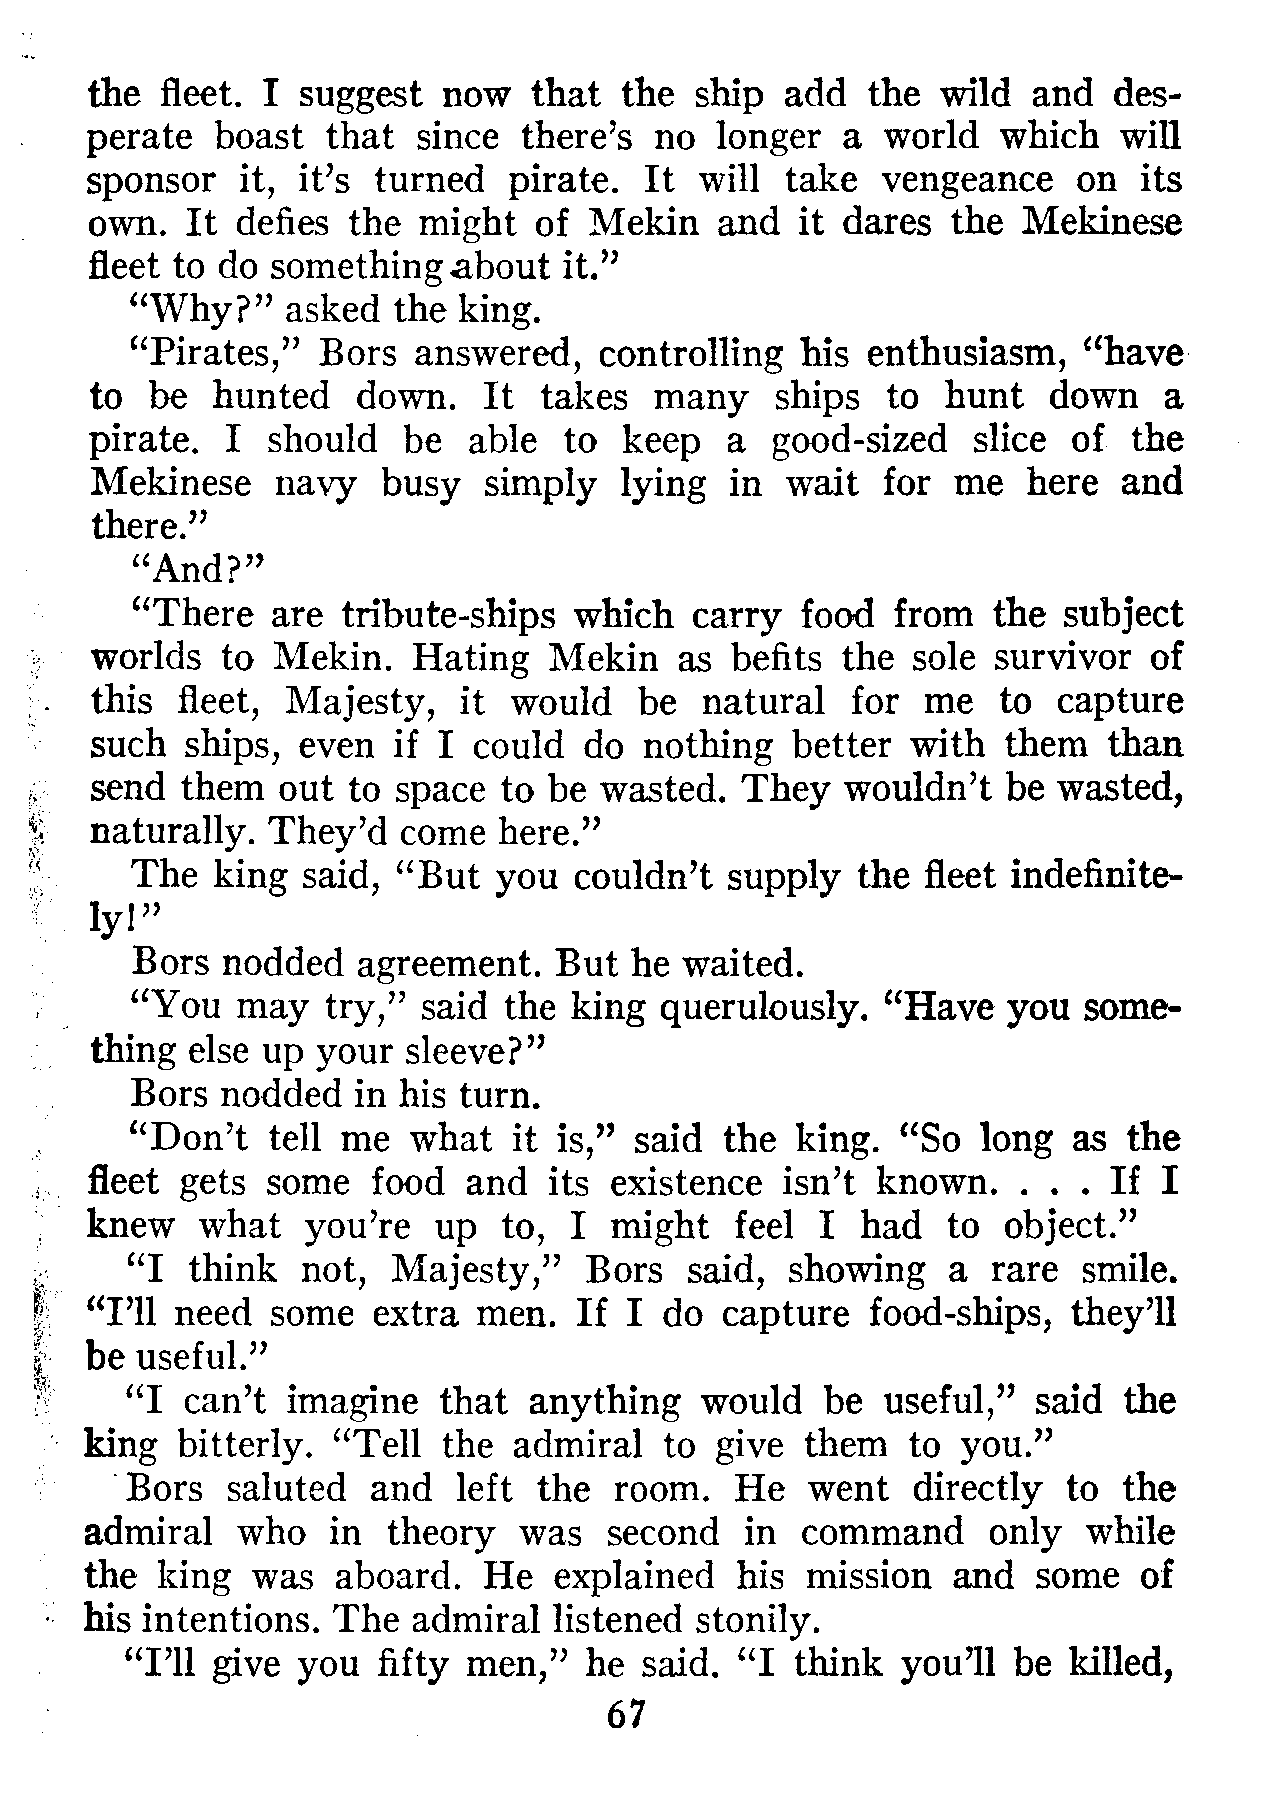 the fleet. I suggest now that the ship add the wild and des-
perate boast that since there's no longer a world which will
sponsor it, it's turned pirate. It will take vengeance on its
own. It defies the might of Mekin and it dares the Mekinese
fleet to do something about it.”
“Why?” asked the king.
“Pirates,” Bors answered, controlling his enthusiasm, “have
to be hunted down. It takes many ships to hunt down a
pirate. I should be able to keep a good-sized slice of the
Mekinese navy busy simply lying in wait for me here and
there.”
“And?”
“There are tribute-ships which carry food from the subject
worlds to Mekin. Hating Mekin as befits the sole survivor of
this fleet, Majesty, it would be natural for me to capture
such ships, even if I could do nothing better with them than
send them out to space to be wasted. They wouldn't be wasted,
naturally. They'd come here.”
The king said, “But you couldn't supply the fleet indefinite-
ly!”
Bors nodded agreement. But he waited.
“You may try,” said the king querulously. “Have you some-
thing else up your sleeve?”
Bors nodded in his turn.
“Don't tell me what it is,” said the king. “So long as the
fleet gets some food and its existence isn't known. . . . If I
knew what you're up to, I might feel I had to object.”
“I think not, Majesty,” Bors said, showing a rare smile.
“I'll need some extra men. If I do capture food-ships, they'll
be useful.”
“I can't imagine that anything would be useful,” said the
king bitterly. “Tell the admiral to give them to you.”
Bors saluted and left the room. He went directly to the
admiral who in theory was second in command only while
the king was aboard. He explained his mission and some of
his intentions. The admiral listened stonily.
“I'll give you fifty men,” he said. “I think you'll be killed,
67